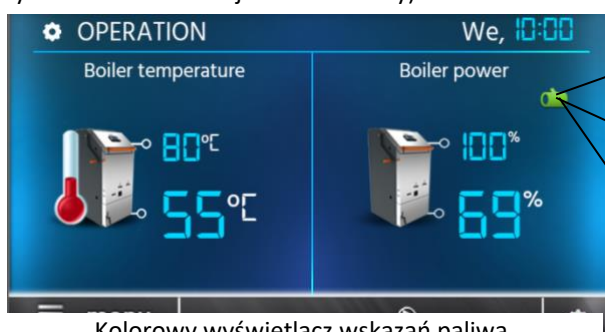 OPERATION We, 10:00
Boiler temperature Boiler power
80°C 100%
55°C 69%
Kolorowy wyświetlacz wskazań paliwa